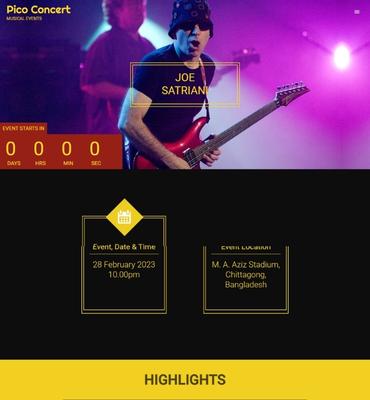 Pico Concert
MUSICAL EVENTS
JOE
SATRIANI
EVENT STARTS IN
0 0 0 0
DAYS HRS MIN SEC
Event, Date & Time
28 February 2023
10.00pm
Event Location
M. A. Aziz Stadium,
Chittagong,
Bangladesh
HIGHLIGHTS